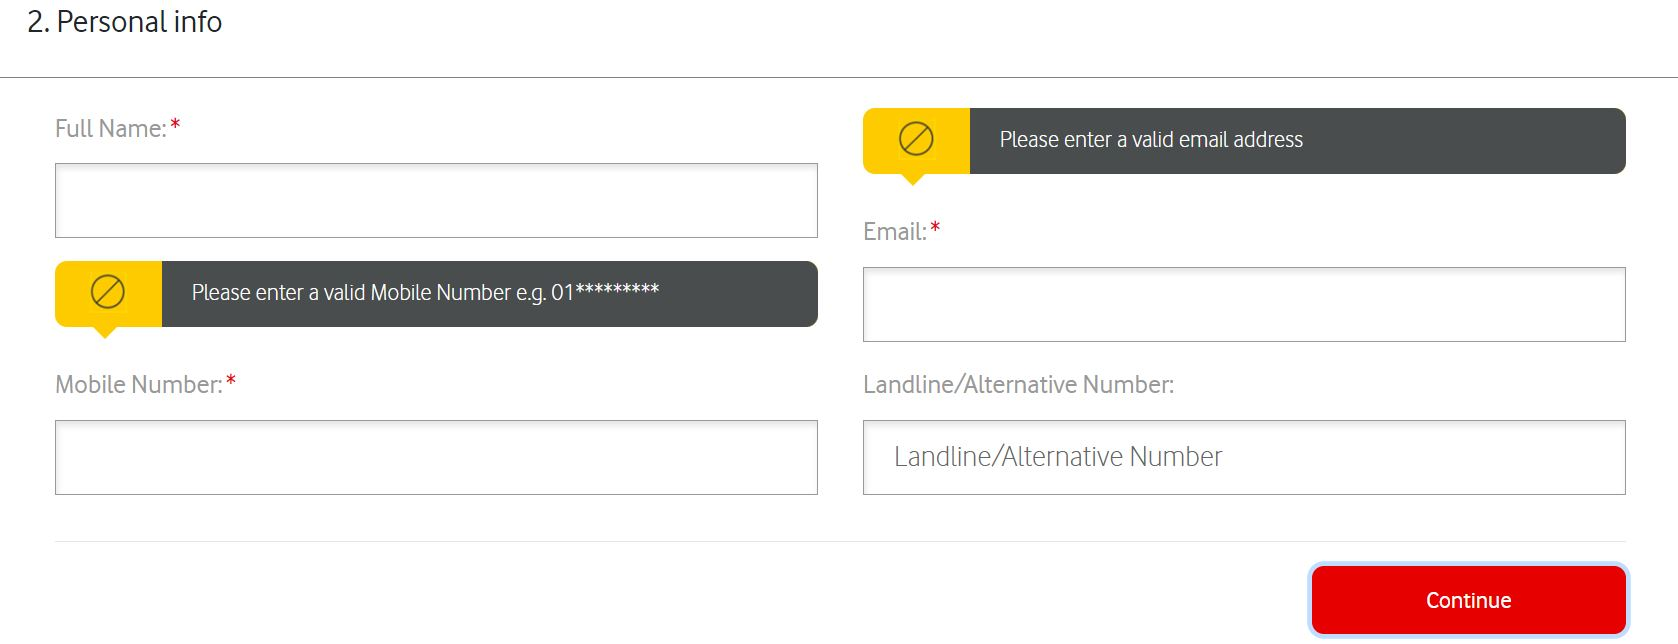 2. Personal info
Full Name:*
Please enter a valid email address
Email:*
Please enter a valid Mobile Number e.g. 01*********
Mobile Number:*
Landline/Alternative Number:
Landline/Alternative Number
Continue